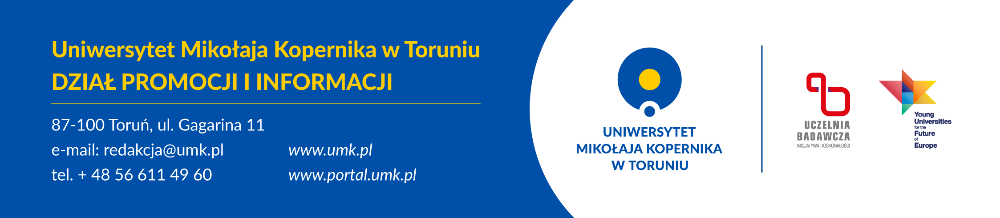 Uniwersytet Mikołaja Kopernika w Toruniu
DZIAŁ PROMOCJI I INFORMACJI
87-100 Toruń, ul. Gagarina 11
e-mail: redakcja@umk.pl
tel. + 48 56 611 49 60
www.umk.pl
www.portal.umk.pl
UNIWERSYTET
MIKOŁAJA KOPERNIKA
W TORUNIU
UCZELNIA
BADAWCZA
INICJATYWA DOSKONAŁOŚCI
Young
Universities
for the
Future
of
Europe